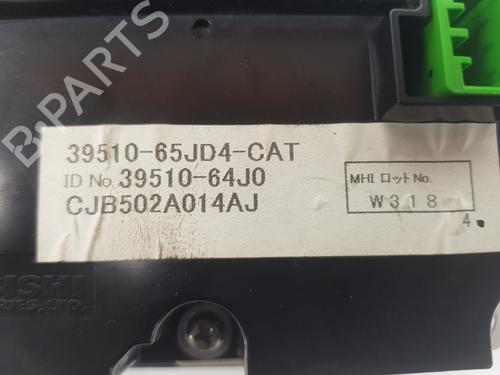 B-PARTS
39510-65JD4-CAT
ID No. 39510-64J0
CJB502A014AJ
MHI ロット No.
W318
4.